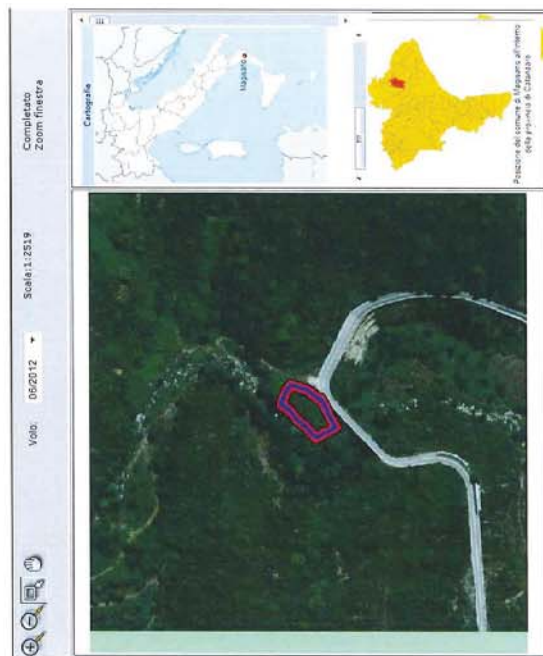 Volo: 06/2012
Scala:1:2519
Completato
Zoom finestra
Cartografia
Magisano
Posizione del comune di Magisano all'interno
della provincia di Catanzaro